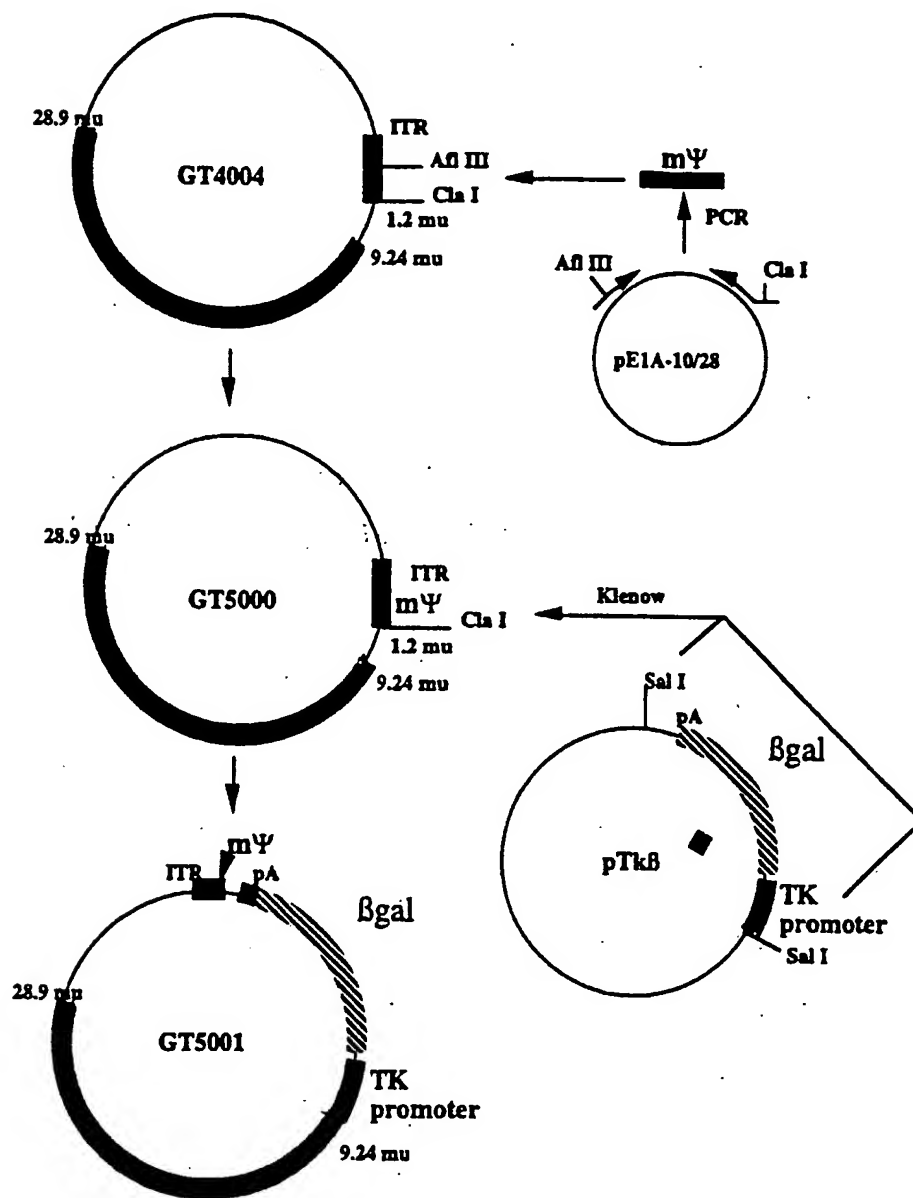 28.9 mu
ITR
Afl III
GT4004
Cla I
1.2 mu
9.24 mu
mΨ
PCR
Afl III
Cla I
pE1A-10/28
28.9 mu
ITR
mΨ
GT5000
Cla I
1.2 mu
9.24 mu
Klenow
Sal I
pA
ßgal
pTkß
TK
promoter
Sal I
mΨ
ITR
pA
ßgal
28.9 mu
GT5001
TK
promoter
9.24 mu